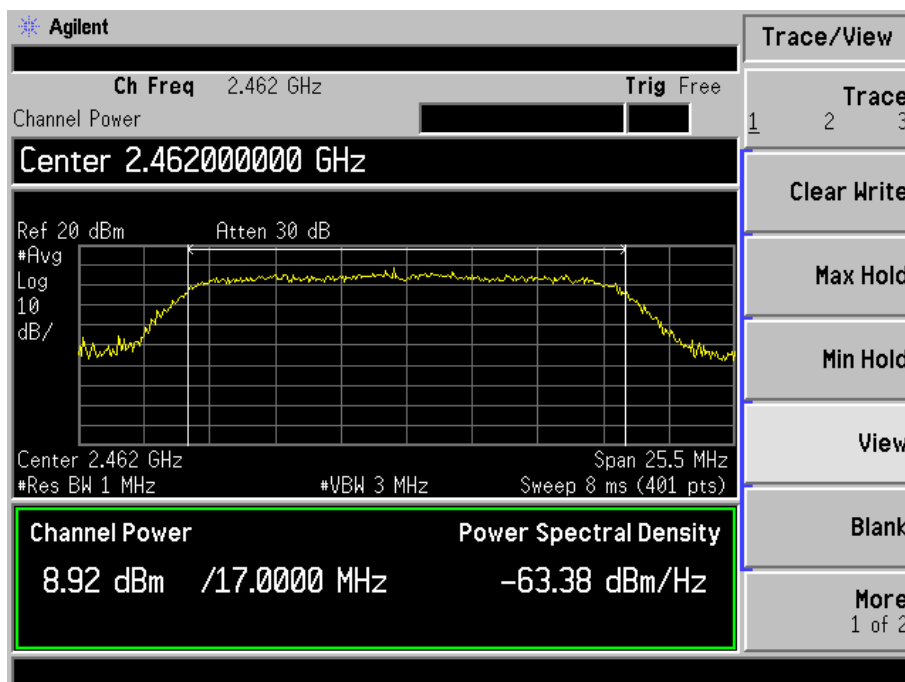 Agilent
Trace/View
Ch Freq 2.462 GHz Trig Free
Channel Power
Trace
1 2 3
Center 2.462000000 GHz
Clear Write
Ref 20 dBm Atten 30 dB
#Avg
Log
10
dB/
Max Hold
Min Hold
View
Center 2.462 GHz Span 25.5 MHz
#Res BW 1 MHz #VBW 3 MHz Sweep 8 ms (401 pts)
Channel Power Power Spectral Density
8.92 dBm /17.0000 MHz -63.38 dBm/Hz
Blank
More
1 of 2